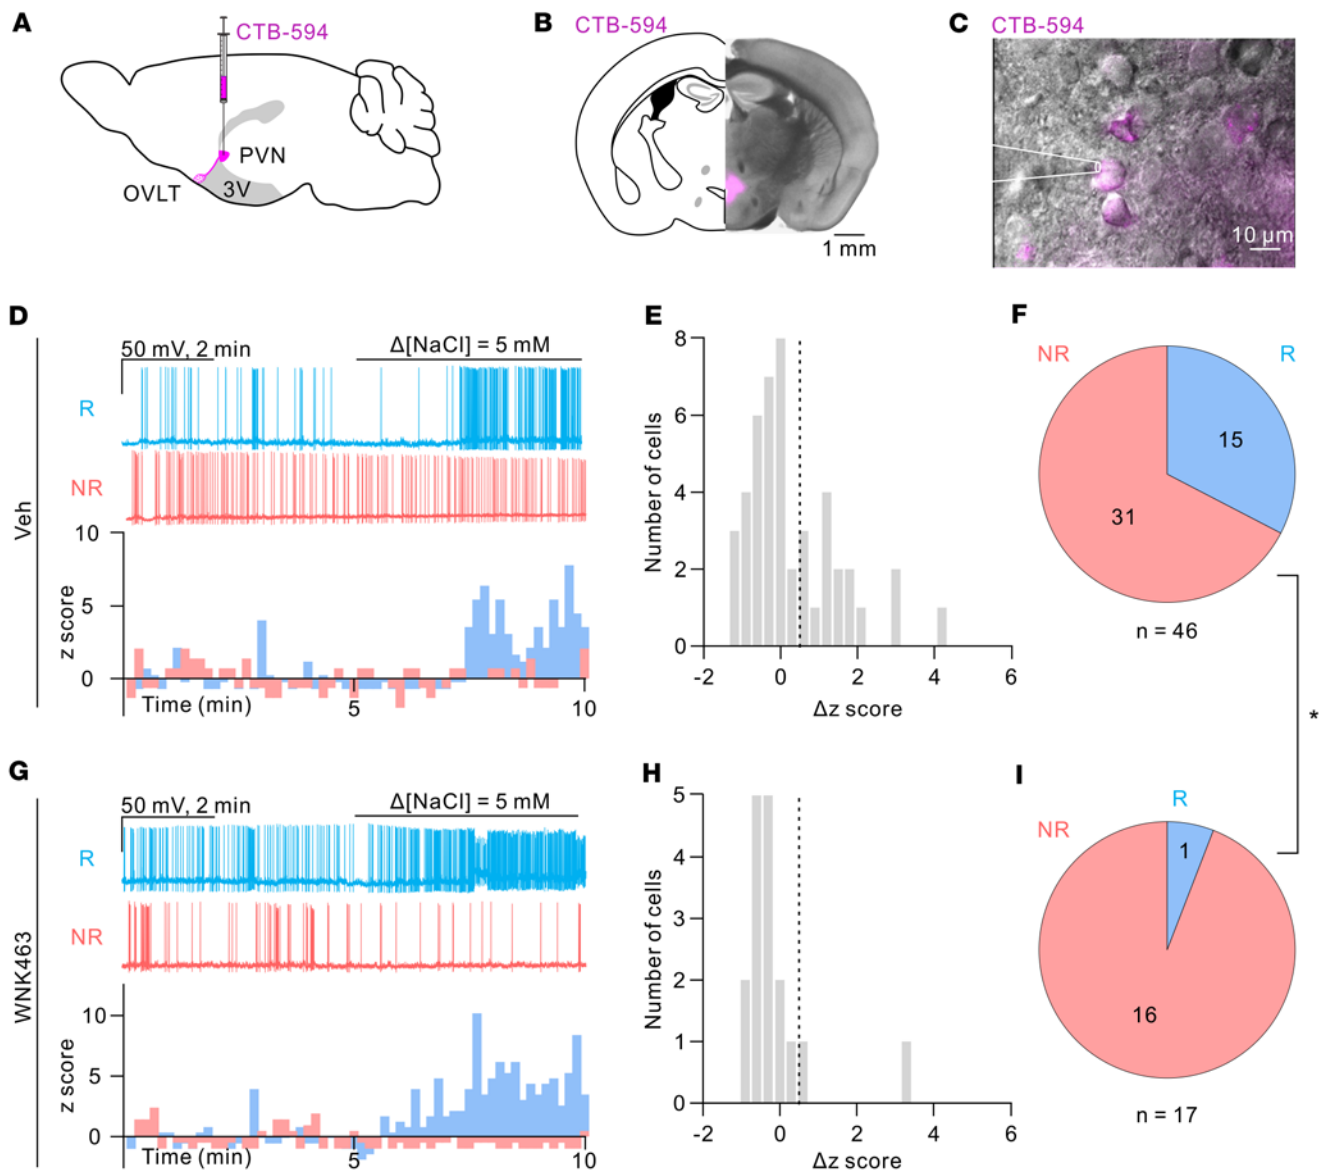 A
CTB-594
PVN
OVLT
3V
B
CTB-594
1 mm
C
CTB-594
10 µm
D
Veh
50 mV, 2 min
Δ[NaCl] = 5 mM
R
NR
10
5
0
z score
Time (min)
5
10
E
8
6
4
2
0
Number of cells
-2
0
2
4
6
Δz score
F
NR
R
15
31
n = 46
*
G
WNK463
50 mV, 2 min
Δ[NaCl] = 5 mM
R
NR
10
5
0
z score
Time (min)
5
10
H
5
4
3
2
1
0
Number of cells
-2
0
2
4
6
Δz score
I
R
NR
1
16
n = 17